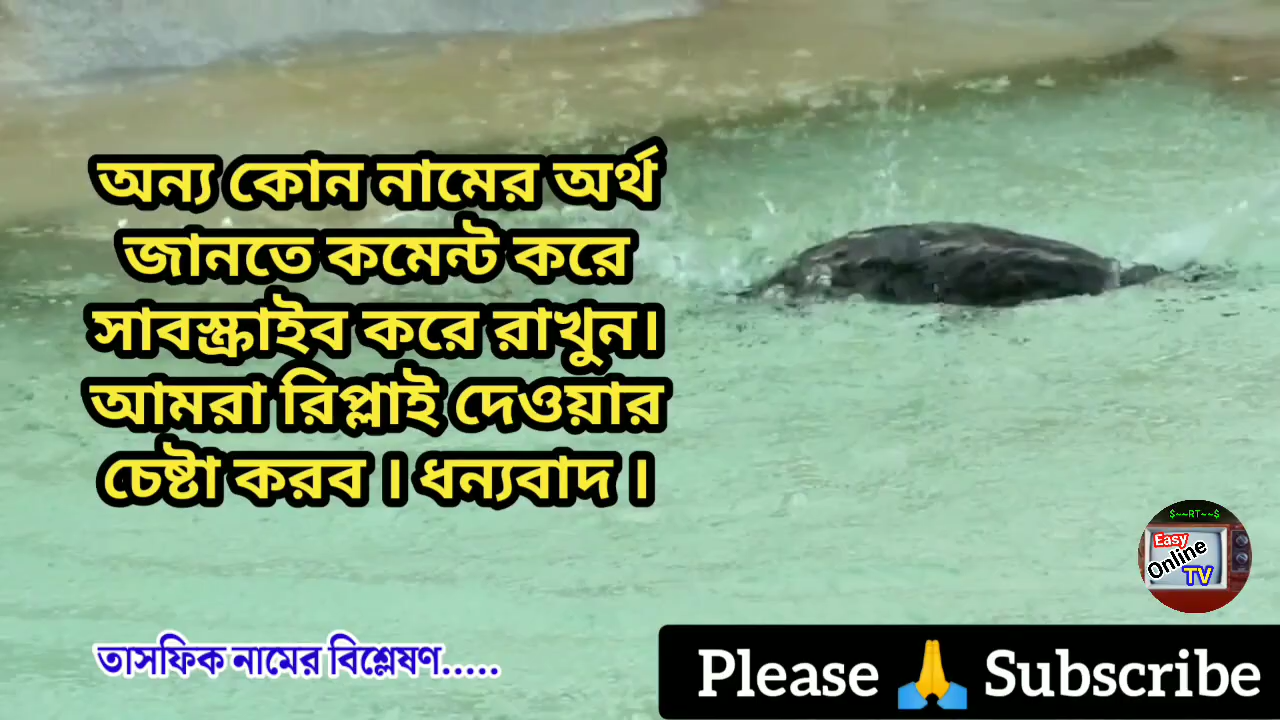 অন্য কোন নামের অর্থ
জানতে কমেন্ট করে
সাবস্ক্রাইব করে রাখুন।
আমরা রিপ্লাই দেওয়ার
চেষ্টা করব । ধন্যবাদ ।
$~~RT~~$
Easy
Online
TV
তাসফিক নামের বিশ্লেষণ.....
Please 🙏 Subscribe